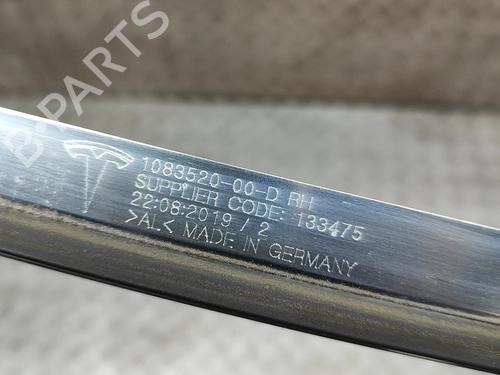 1083520-00-D RH
SUPPLIER CODE: 133475
22:08:2019 / 2
>AL< MADE IN GERMANY
B-PARTS